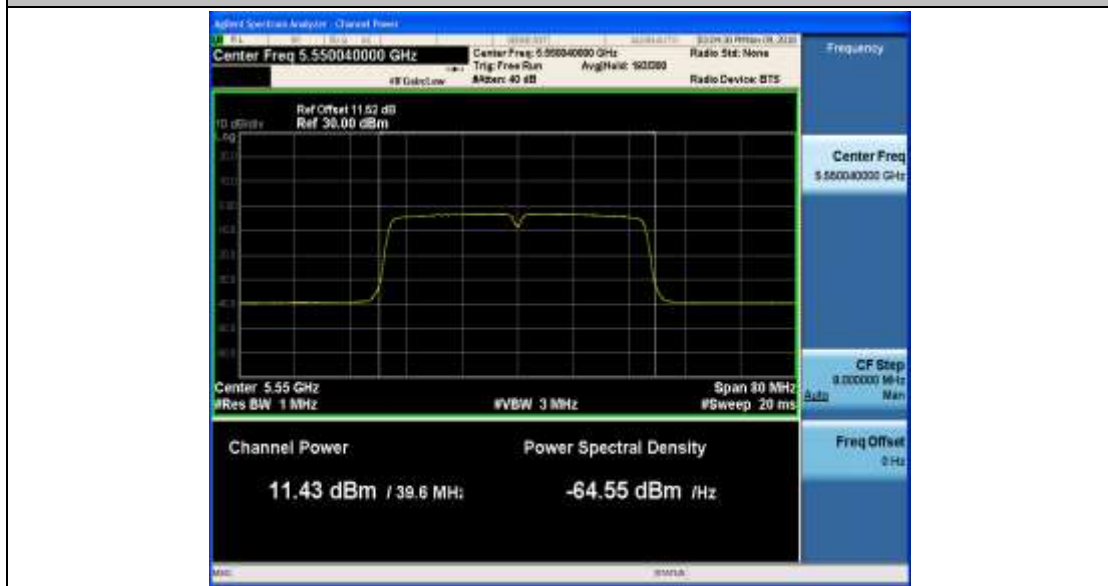 Agilent Spectrum Analyzer - Channel Power
Center Freq 5.550040000 GHz
Center Freq: 5.550040000 GHz
Radio Std: None
Trig: Free Run
Avg|Hold:
#IFGain:Low
#Atten: 40 dB
Radio Device: BTS
Frequency
Ref Offset 11.52 dB
10 dB/div
Ref 30.00 dBm
Log
Center Freq
5.550040000 GHz
Center 5.55 GHz
Span 80 MHz
#Res BW 1 MHz
#VBW 3 MHz
#Sweep 20 ms
CF Step
8.000000 MHz
Auto
Man
Channel Power
Power Spectral Density
11.43 dBm / 39.6 MHz
-64.55 dBm /Hz
Freq Offset
0 Hz
MSG
STATUS